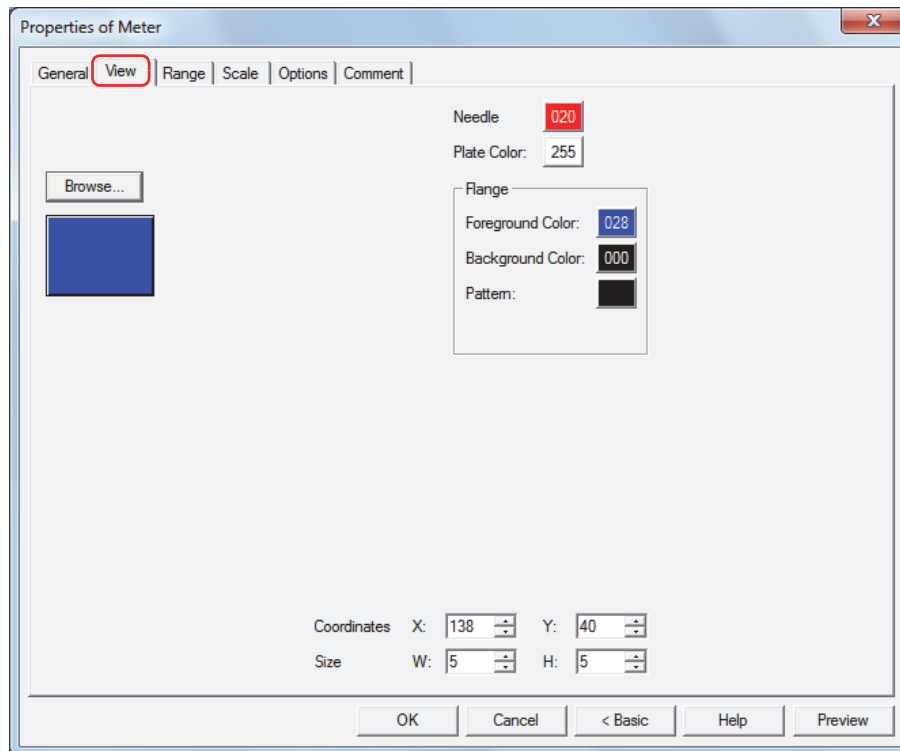 Properties of Meter
General View Range Scale Options Comment
Needle 020
Plate Color: 255
Browse...
Flange
Foreground Color: 028
Background Color: 000
Pattern:
Coordinates X: 138 Y: 40
Size W: 5 H: 5
OK Cancel < Basic Help Preview